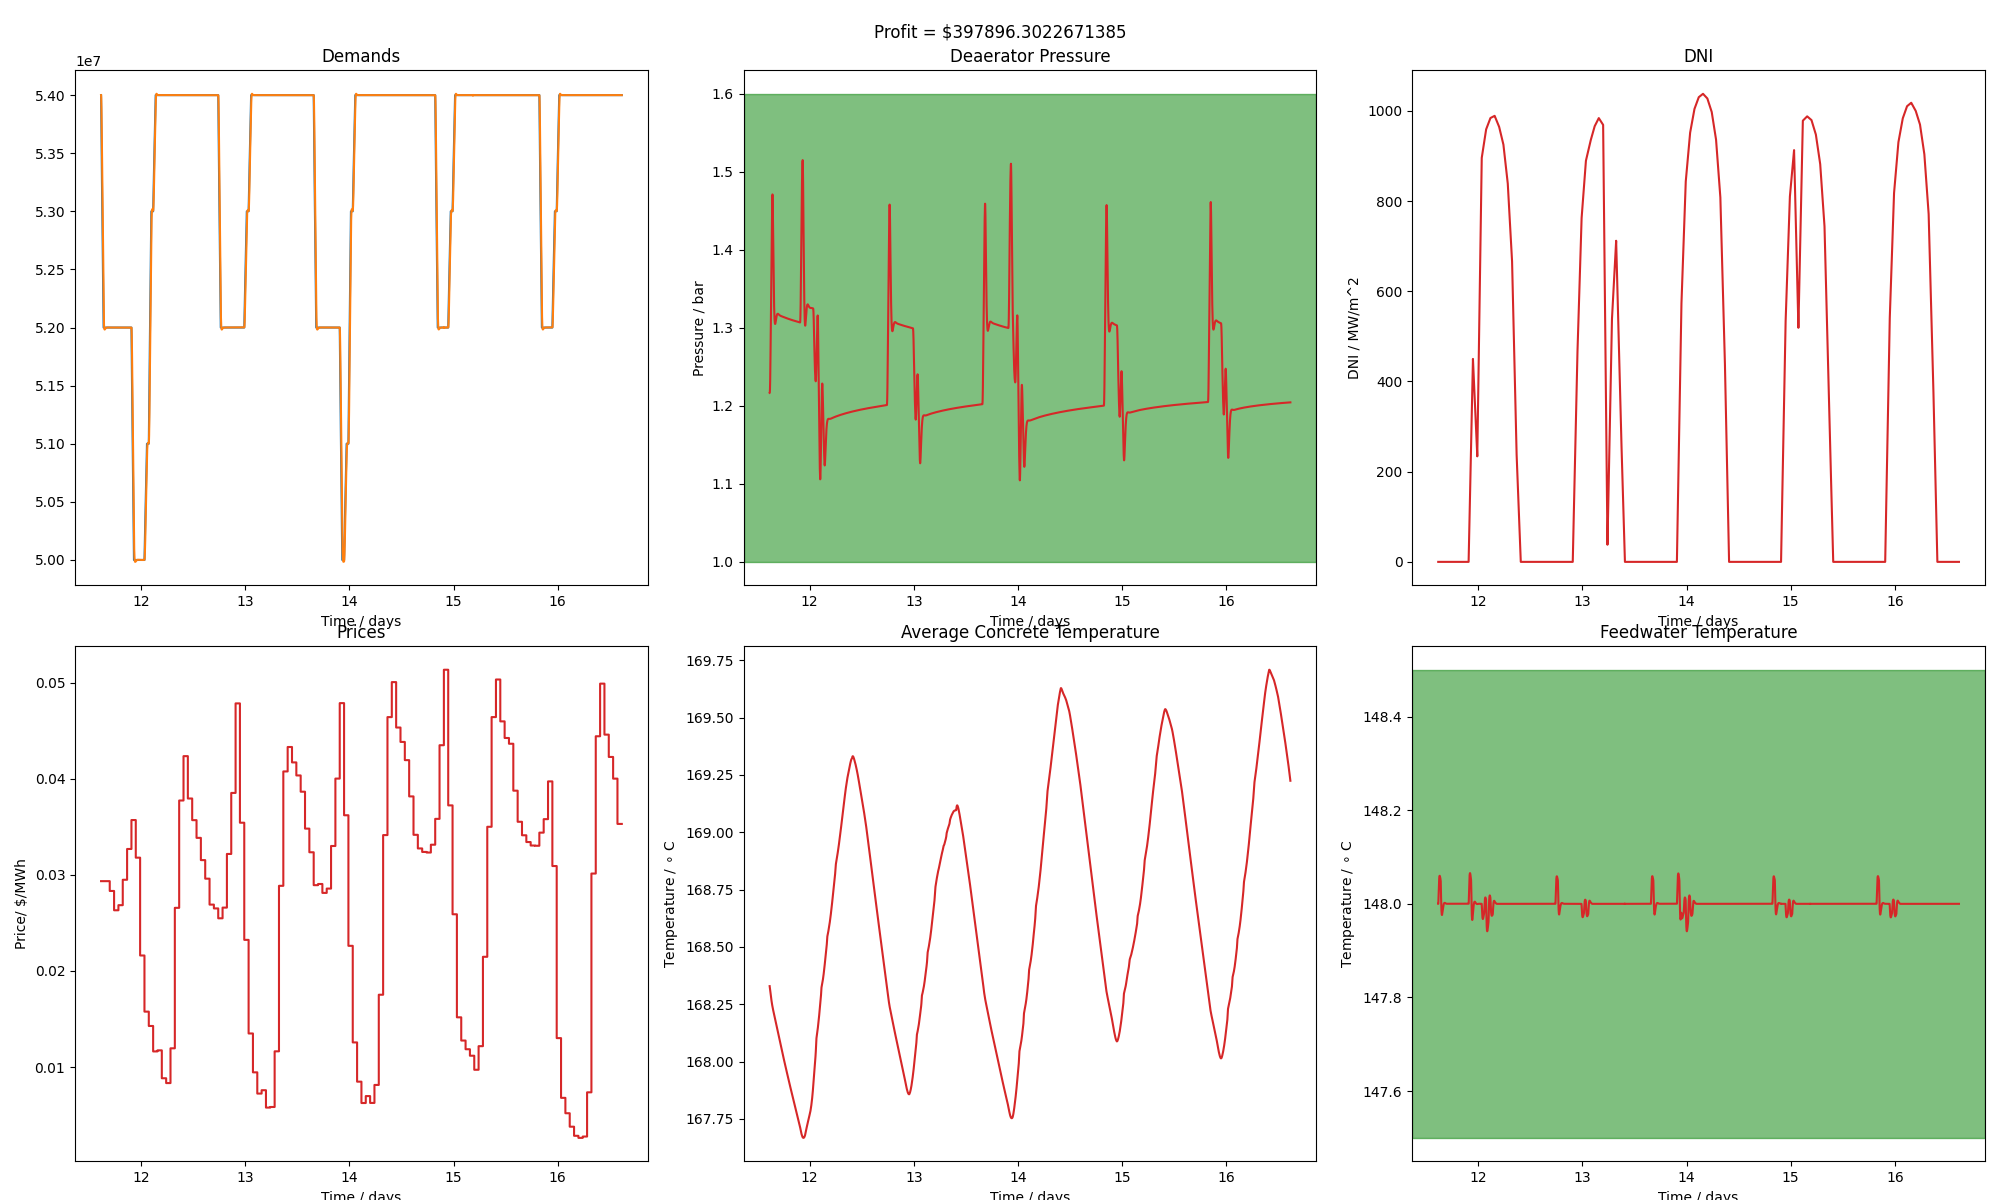 Profit = $397896.3022671385
Demands
1e7
5.40
5.35
5.30
5.25
5.20
5.15
5.10
5.05
5.00
12 13 14 15 16
Time / days
Deaerator Pressure
Pressure / bar
1.6
1.5
1.4
1.3
1.2
1.1
1.0
12 13 14 15 16
Time / days
DNI
DNI / MW/m^2
1000
800
600
400
200
0
12 13 14 15 16
Time / days
Prices
Price/ $/MWh
0.05
0.04
0.03
0.02
0.01
12 13 14 15 16
Time / days
Average Concrete Temperature
Temperature / ∘ C
169.75
169.50
169.25
169.00
168.75
168.50
168.25
168.00
167.75
12 13 14 15 16
Time / days
Feedwater Temperature
Temperature / ∘ C
148.4
148.2
148.0
147.8
147.6
12 13 14 15 16
Time / days